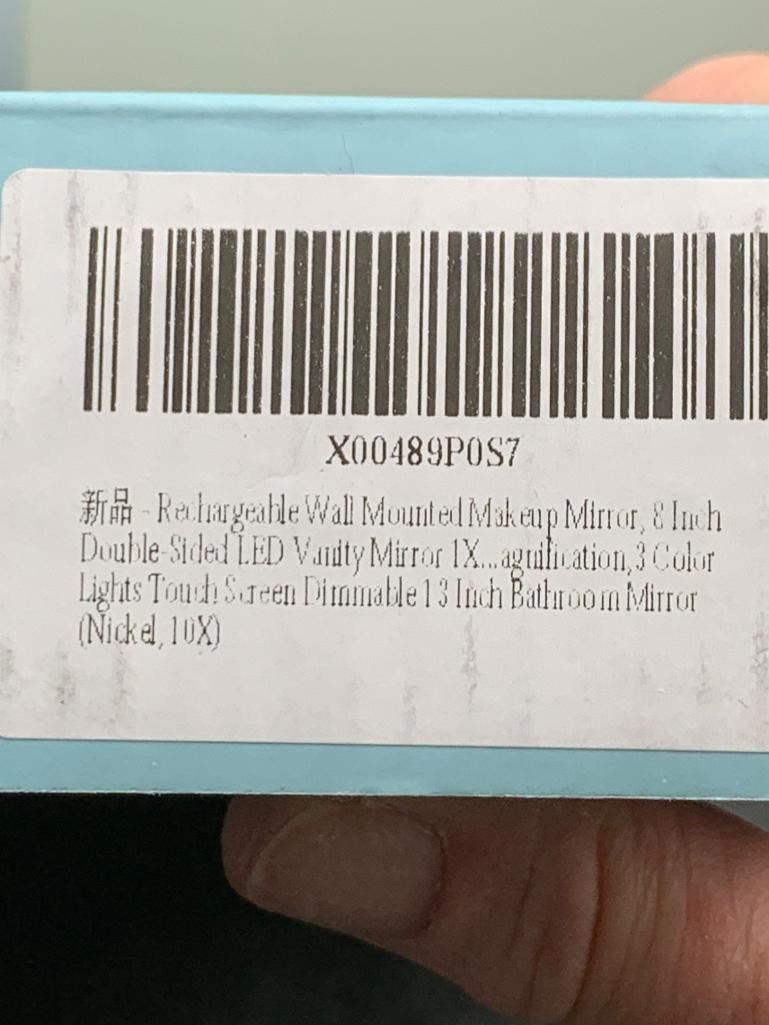 X00489P0S7
新品 - Rechargeable Wall Mounted Makeup Mirror, 8 Inch
Double-Sided LED Vanity Mirror 1X...agnification,3 Color
Lights Touch Screen Dimmable 13 Inch Bathroom Mirror
(Nickel, 10X)